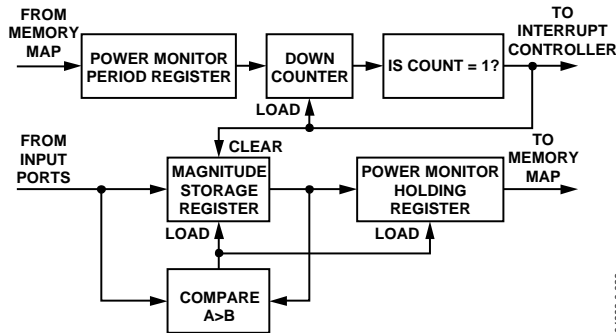 FROM
MEMORY
MAP
POWER MONITOR
PERIOD REGISTER
DOWN
COUNTER
IS COUNT = 1?
TO
INTERRUPT
CONTROLLER
LOAD
CLEAR
FROM
INPUT
PORTS
MAGNITUDE
STORAGE
REGISTER
POWER MONITOR
HOLDING
REGISTER
TO
MEMORY
MAP
LOAD
LOAD
COMPARE
A>B